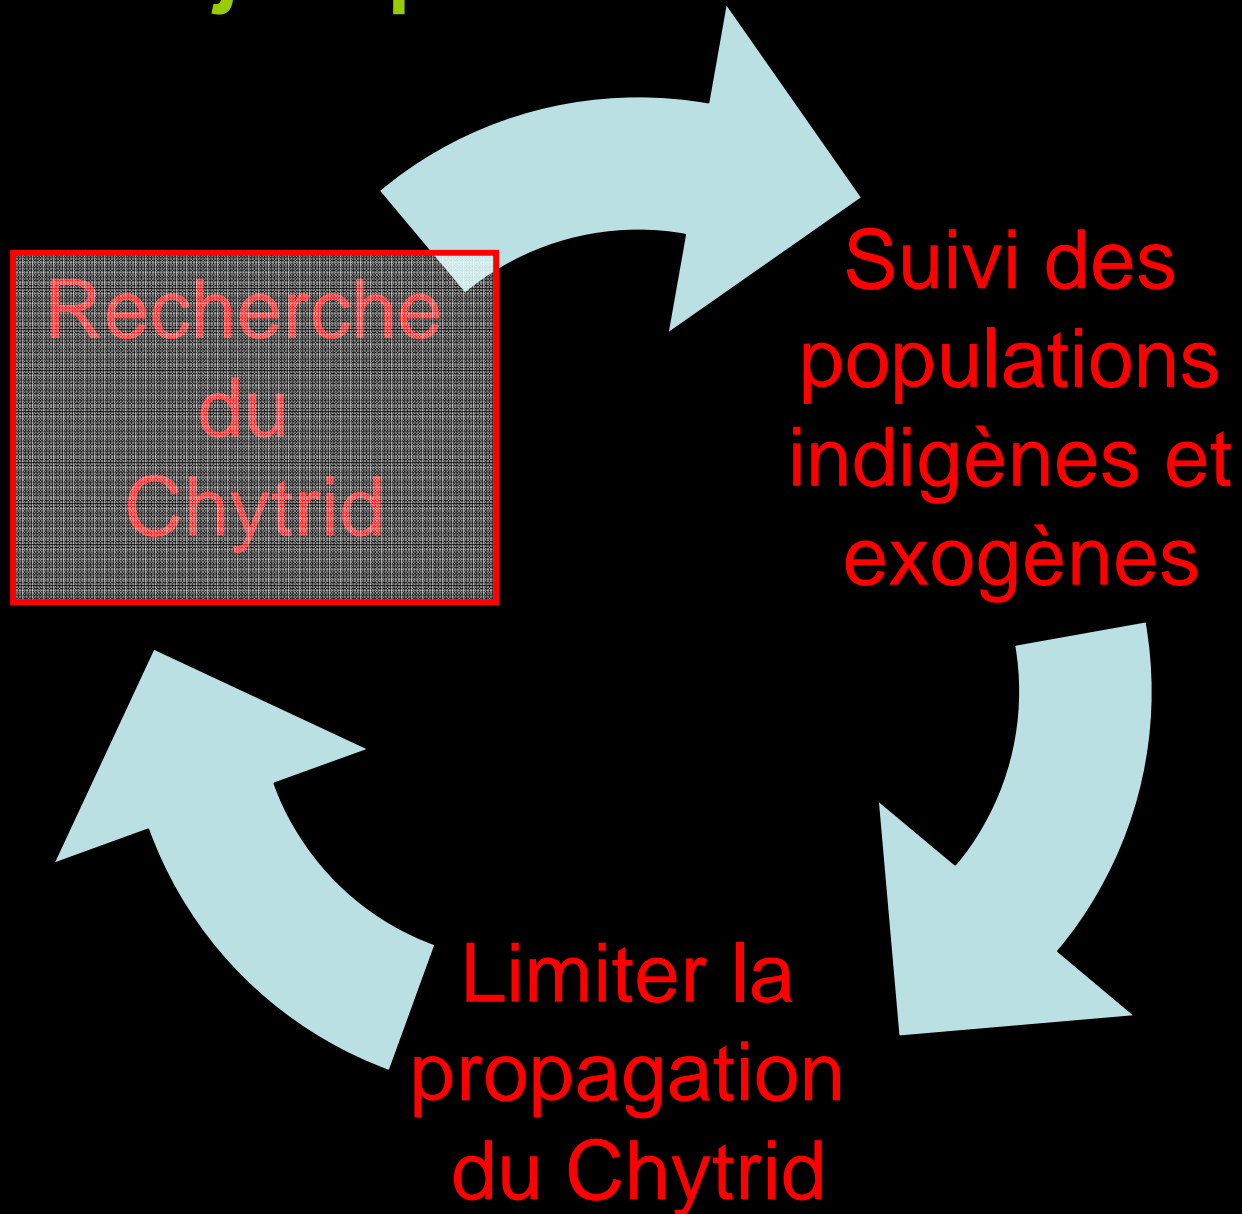 Recherche
du
Chytrid
Suivi des
populations
indigènes et
exogènes
Limiter la
propagation
du Chytrid